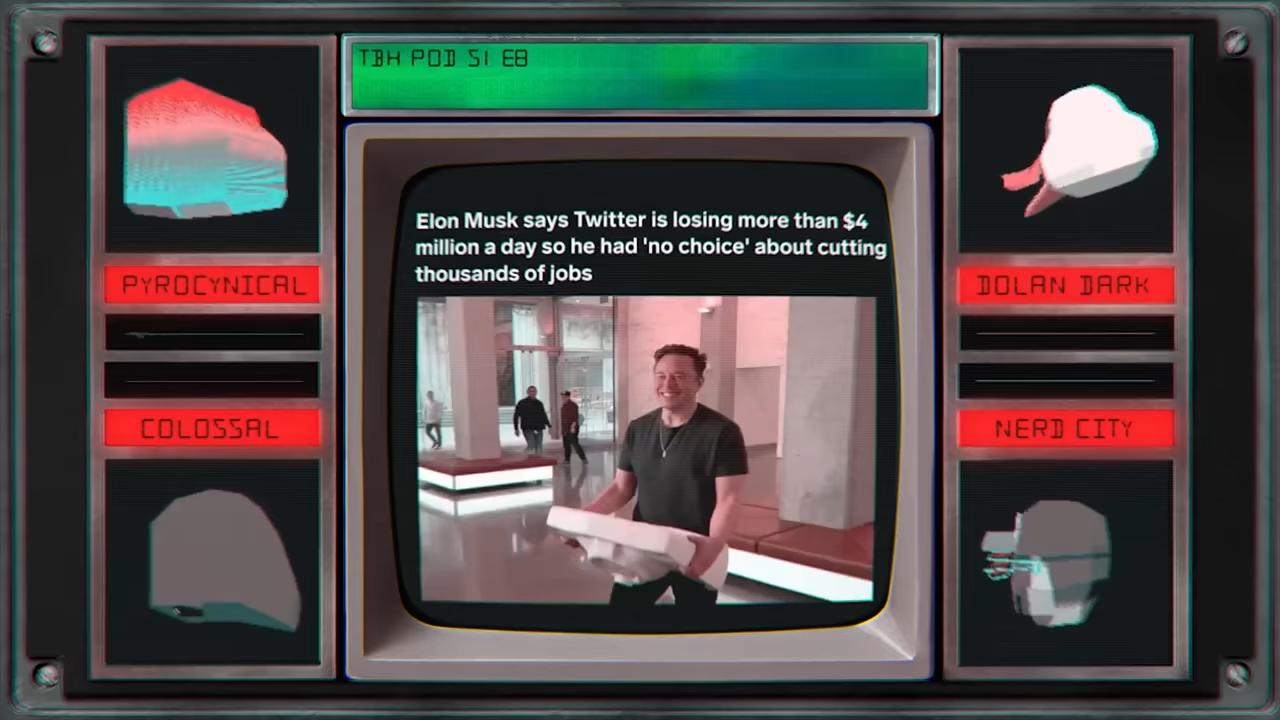 TBH POD S1 E8
Elon Musk says Twitter is losing more than $4
million a day so he had 'no choice' about cutting
thousands of jobs
PYROCYNICAL
DOLAN DARK
COLOSSAL
NERD CITY